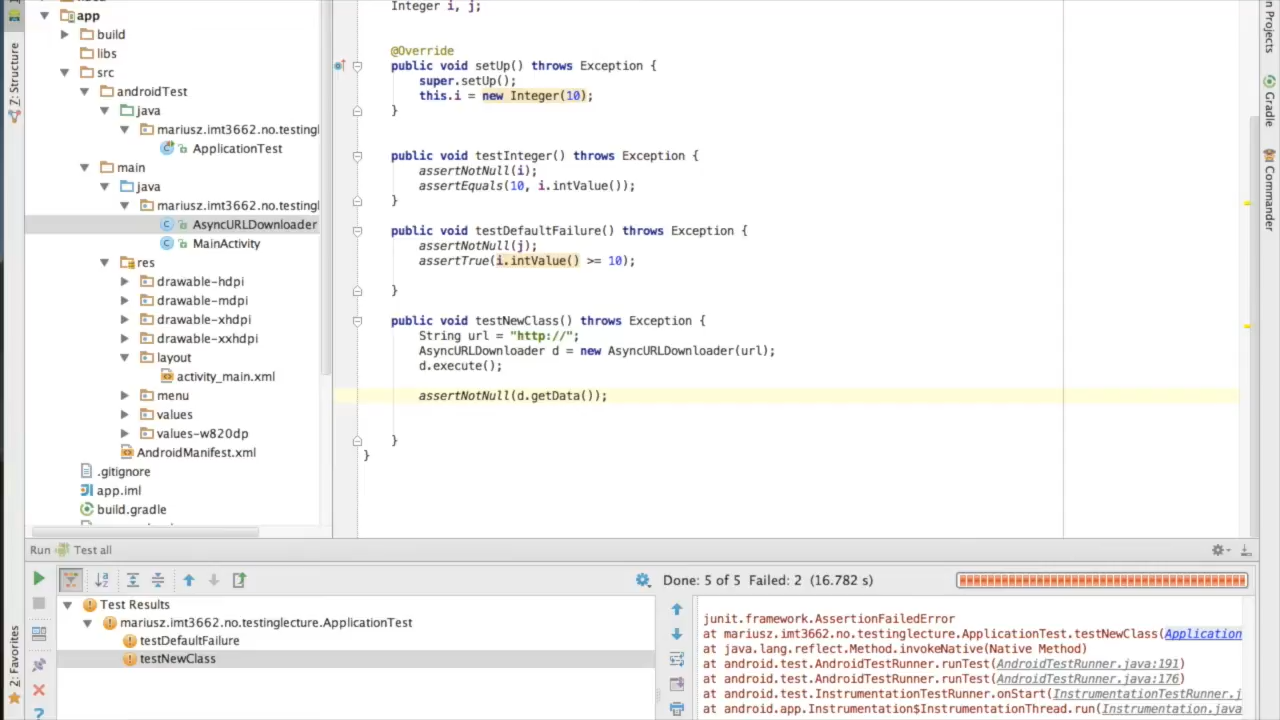 app
build
libs
src
androidTest
java
mariusz.imt3662.no.testingl
ApplicationTest
main
java
mariusz.imt3662.no.testingl
AsyncURLDownloader
MainActivity
res
drawable-hdpi
drawable-mdpi
drawable-xhdpi
drawable-xxhdpi
layout
activity_main.xml
menu
values
values-w820dp
AndroidManifest.xml
.gitignore
app.iml
build.gradle
7: Structure
2: Favorites
Integer i, j;
@Override
public void setUp() throws Exception {
super.setUp();
this.i = new Integer(10);
}
public void testInteger() throws Exception {
assertNotNull(i);
assertEquals(10, i.intValue());
}
public void testDefaultFailure() throws Exception {
assertNotNull(j);
assertTrue(i.intValue() >= 10);
}
public void testNewClass() throws Exception {
String url = "http://";
AsyncURLDownloader d = new AsyncURLDownloader(url);
d.execute();
assertNotNull(d.getData());
}
}
n Projects
Gradle
Commander
Run Test all
Done: 5 of 5 Failed: 2 (16.782 s)
Test Results
mariusz.imt3662.no.testinglecture.ApplicationTest
testDefaultFailure
testNewClass
junit.framework.AssertionFailedError
at mariusz.imt3662.no.testinglecture.ApplicationTest.testNewClass(Application
at java.lang.reflect.Method.invokeNative(Native Method)
at android.test.AndroidTestRunner.runTest(AndroidTestRunner.java:191)
at android.test.AndroidTestRunner.runTest(AndroidTestRunner.java:176)
at android.test.InstrumentationTestRunner.onStart(InstrumentationTestRunner.j
at android.app.Instrumentation$InstrumentationThread.run(Instrumentation.java